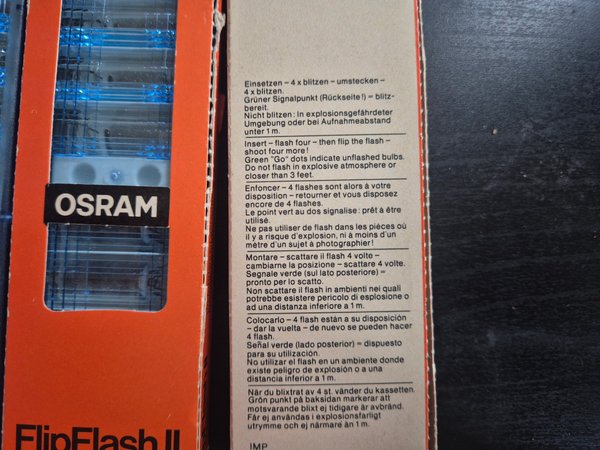 OSRAM
FlipFlash II
Einsetzen – 4 x blitzen – umstecken –
4 x blitzen.
Grüner Signalpunkt (Rückseite!) = blitz-
bereit.
Nicht blitzen: In explosionsgefährdeter
Umgebung oder bei Aufnahmeabstand
unter 1 m.
Insert – flash four – then flip the flash –
shoot four more!
Green "Go" dots indicate unflashed bulbs.
Do not flash in explosive atmosphere or
closer than 3 feet.
Enfoncer – 4 flashes sont alors à votre
disposition – retourner et vous disposez
encore de 4 flashes.
Le point vert au dos signalise: prêt à être
utilisé.
Ne pas utiliser de flash dans les pièces où
il y a risque d'explosion, ni à moins d'un
mètre d'un sujet à photographier!
Montare – scattare il flash 4 volte –
cambiarne la posizione – scattare 4 volte.
Segnale verde (sul lato posteriore) =
pronto per lo scatto.
Non scattare il flash in ambienti nei quali
potrebbe esistere pericolo di esplosione o
ad una distanza inferiore a 1 m.
Colocarlo – 4 flash están a su disposición
– dar la vuelta – de nuevo se pueden hacer
4 flash.
Señal verde (lado posterior) = dispuesto
para su utilización.
No utilizar el flash en un ambiente donde
existe peligro de explosión o a una
distancia inferior a 1 m.
När du blixtrat av 4 st. vänder du kassetten.
Grön punkt på baksidan markerar att
motsvarande blixt ej tidigare är avbränd.
Får ej användas i explosionsfarligt
utrymme och ej närmare än 1 m.
IMP